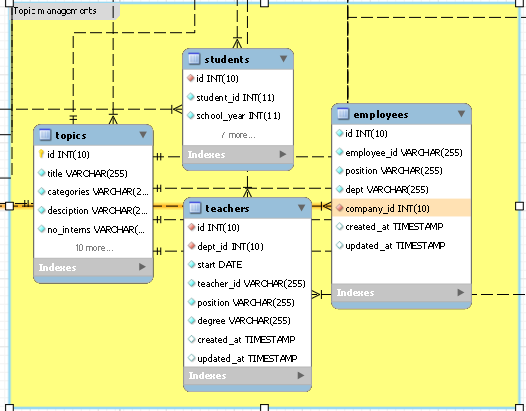 Topic managements
students
id INT(10)
student_id INT(11)
school_year INT(11)
7 more...
Indexes
employees
id INT(10)
employee_id VARCHAR(255)
position VARCHAR(255)
dept VARCHAR(255)
company_id INT(10)
created_at TIMESTAMP
updated_at TIMESTAMP
Indexes
topics
id INT(10)
title VARCHAR(255)
categories VARCHAR(2...
desciption VARCHAR(2...
no_interns VARCHAR(2...
10 more...
Indexes
teachers
id INT(10)
dept_id INT(10)
start DATE
teacher_id VARCHAR(255)
position VARCHAR(255)
degree VARCHAR(255)
created_at TIMESTAMP
updated_at TIMESTAMP
Indexes